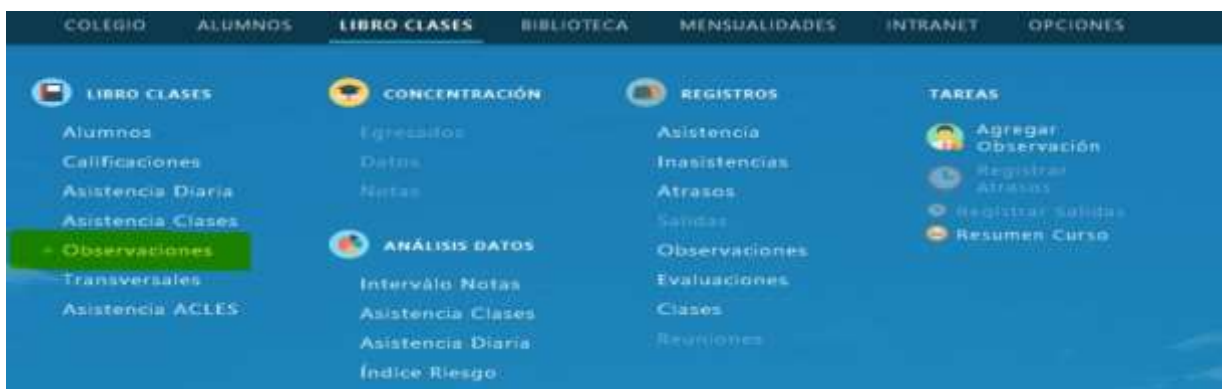 COLEGIO ALUMNOS LIBRO CLASES BIBLIOTECA MENSUALIDADES INTRANET OPCIONES
LIBRO CLASES
Alumnos
Calificaciones
Asistencia Diaria
Asistencia Clases
Observaciones
Transversales
Asistencia ACLES
CONCENTRACIÓN
Egresados
Datos
Notas
ANÁLISIS DATOS
Interválo Notas
Asistencia Clases
Asistencia Diaria
Índice Riesgo
REGISTROS
Asistencia
Inasistencias
Atrasos
Salidas
Observaciones
Evaluaciones
Clases
Reuniones
TAREAS
Agregar
Observación
Registrar
Atrasos
Registrar Salidas
Resumen Curso